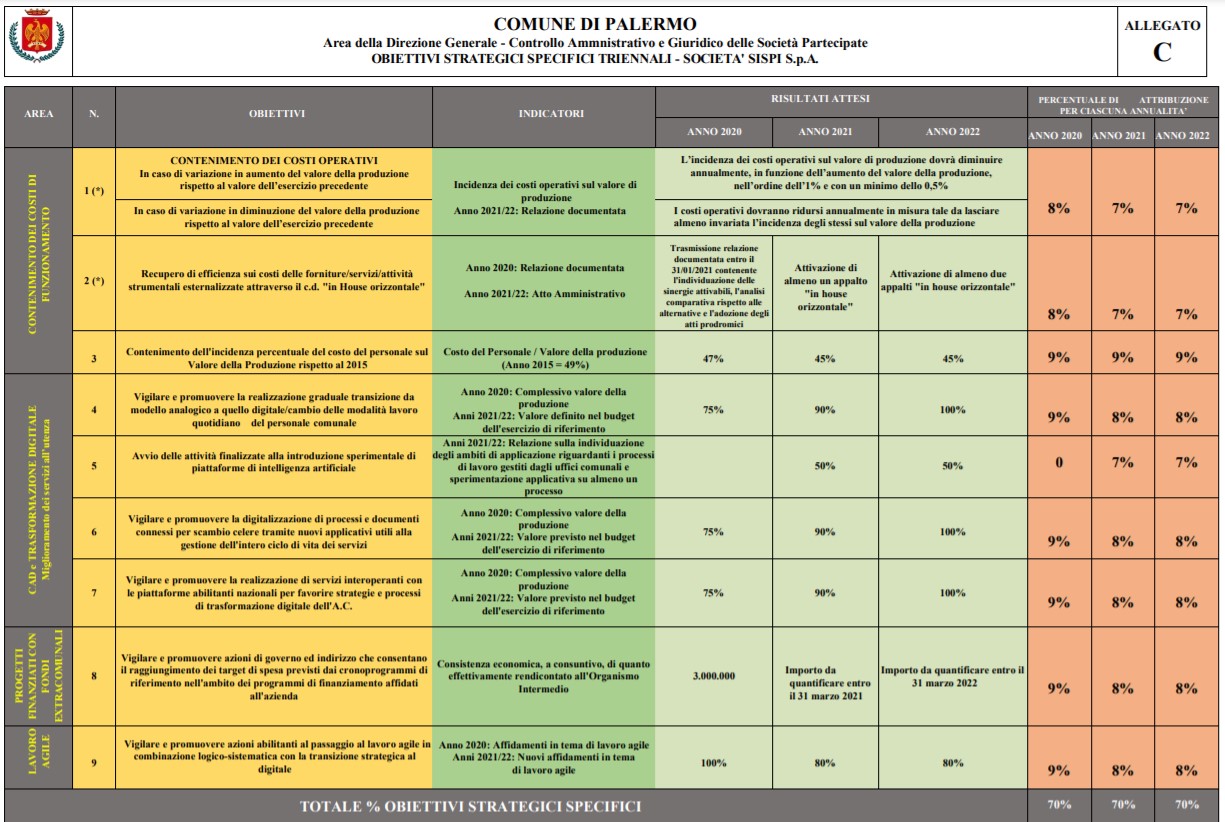 COMUNE DI PALERMO
Area della Direzione Generale - Controllo Ammnistrativo e Giuridico delle Società Partecipate
OBIETTIVI STRATEGICI SPECIFICI TRIENNALI - SOCIETA' SISPI S.p.A.
ALLEGATO
C
AREA
N.
OBIETTIVI
INDICATORI
RISULTATI ATTESI
ANNO 2020
ANNO 2021
ANNO 2022
PERCENTUALE DI ATTRIBUZIONE
PER CIASCUNA ANNUALITA'
ANNO 2020
ANNO 2021
ANNO 2022
CONTENIMENTO DEI COSTI DI
FUNZIONAMENTO
1 (*)
CONTENIMENTO DEI COSTI OPERATIVI
In caso di variazione in aumento del valore della produzione
rispetto al valore dell'esercizio precedente
In caso di variazione in diminuzione del valore della produzione
rispetto al valore dell'esercizio precedente
Incidenza dei costi operativi sul valore di
produzione
Anno 2021/22: Relazione documentata
L'incidenza dei costi operativi sul valore di produzione dovrà diminuire
annualmente, in funzione dell'aumento del valore della produzione,
nell'ordine dell'1% e con un minimo dello 0,5%
I costi operativi dovranno ridursi annualmente in misura tale da lasciare
almeno invariata l'incidenza degli stessi sul valore della produzione
8%
7%
7%
2 (*)
Recupero di efficienza sui costi delle forniture/servizi/attività
strumentali esternalizzate attraverso il c.d. "in House orizzontale"
Anno 2020: Relazione documentata
Anno 2021/22: Atto Amministrativo
Trasmissione relazione
documentata entro il
31/01/2021 contenente
l'individuazione delle
sinergie attivabili, l'analisi
comparativa rispetto alle
alternative e l'adozione degli
atti prodromici
Attivazione di
almeno un appalto
"in house
orizzontale"
Attivazione di almeno due
appalti "in house orizzontale"
8%
7%
7%
3
Contenimento dell'incidenza percentuale del costo del personale sul
Valore della Produzione rispetto al 2015
Costo del Personale / Valore della produzione
(Anno 2015 = 49%)
47%
45%
45%
9%
9%
9%
CAD e TRASFORMAZIONE DIGITALE
Miglioramento dei servizi all'utenza
4
Vigilare e promuovere la realizzazione graduale transizione da
modello analogico a quello digitale/cambio delle modalità lavoro
quotidiano del personale comunale
Anno 2020: Complessivo valore della
produzione
Anni 2021/22: Valore definito nel budget
dell'esercizio di riferimento
75%
90%
100%
9%
8%
8%
5
Avvio delle attività finalizzate alla introduzione sperimentale di
piattaforme di intelligenza artificiale
Anni 2021/22: Relazione sulla individuazione
degli ambiti di applicazione riguardanti i processi
di lavoro gestiti dagli uffici comunali e
sperimentazione applicativa su almeno un
processo
50%
50%
0
7%
7%
6
Vigilare e promuovere la digitalizzazione di processi e documenti
connessi per scambio celere tramite nuovi applicativi utili alla
gestione dell'intero ciclo di vita dei servizi
Anno 2020: Complessivo valore della
produzione
Anno 2021/22: Valore previsto nel budget
dell'esercizio di riferimento
75%
90%
100%
9%
8%
8%
7
Vigilare e promuovere la realizzazione di servizi interoperanti con
le piattaforme abilitanti nazionali per favorire strategie e processi
di trasformazione digitale dell'A.C.
Anno 2020: Complessivo valore della
produzione
Anno 2021/22: Valore previsto nel budget
dell'esercizio di riferimento
75%
90%
100%
9%
8%
8%
PROGETTI
FINANZIATI CON
FONDI
EXTRACOMUNALI
8
Vigilare e promuovere azioni di governo ed indirizzo che consentano
il raggiungimento dei target di spesa previsti dai cronoprogrammi di
riferimento nell'ambito dei programmi di finanziamento affidati
all'azienda
Consistenza economica, a consuntivo, di quanto
effettivamente rendicontato all'Organismo
Intermedio
3.000.000
Importo da
quantificare entro
il 31 marzo 2021
Importo da quantificare entro il
31 marzo 2022
9%
8%
8%
LAVORO
AGILE
9
Vigilare e promuovere azioni abilitanti al passaggio al lavoro agile in
combinazione logico-sistematica con la transizione strategica al
digitale
Anno 2020: Affidamenti in tema di lavoro agile
Anni 2021/22: Nuovi affidamenti in tema
di lavoro agile
100%
80%
80%
9%
8%
8%
TOTALE % OBIETTIVI STRATEGICI SPECIFICI
70%
70%
70%